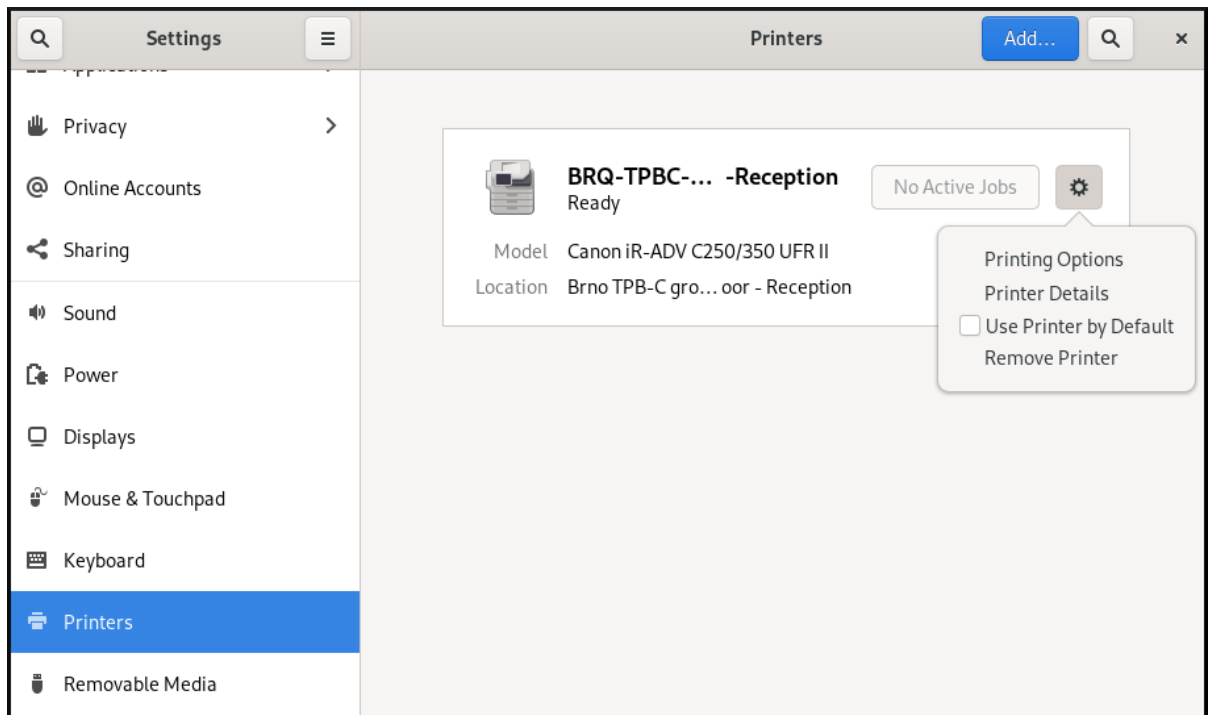 Settings
Printers
Add...
Applications
Privacy
Online Accounts
Sharing
Sound
Power
Displays
Mouse & Touchpad
Keyboard
Printers
Removable Media
BRQ-TPBC-... -Reception
Ready
No Active Jobs
Model Canon iR-ADV C250/350 UFR II
Location Brno TPB-C gro... oor - Reception
Printing Options
Printer Details
Use Printer by Default
Remove Printer